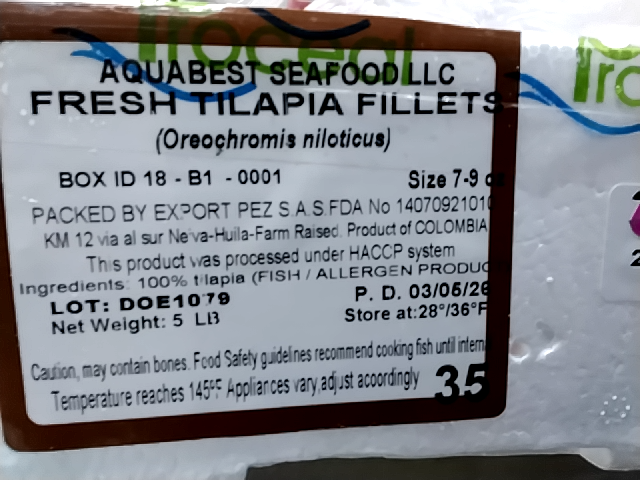 Troceal
AQUABEST SEAFOOD LLC
FRESH TILAPIA FILLETS
(Oreochromis niloticus)
BOX ID 18 - B1 - 0001
Size 7-9
PACKED BY EXPORT PEZ S.A.S.FDA No 14070921010
KM 12 via al sur Neiva-Huila-Farm Raised. Product of COLOMBIA
This product was processed under HACCP system
Ingredients: 100% tilapia (FISH / ALLERGEN PRODUC
LOT: DOE1079
P. D. 03/05/26
Net Weight: 5 LB
Store at:28°/36°F
Caution, may contain bones. Food Safety guidelines recommend cooking fish until intern
Temperature reaches 145°F Appliances vary,adjust acoordingly
35